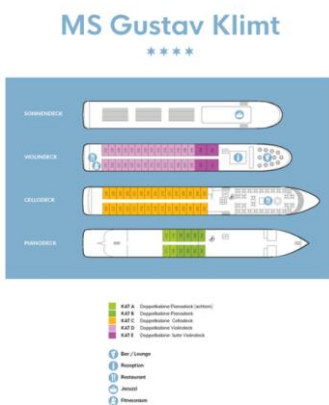 MS Gustav Klimt
SONNENDECK
VIOLINDECK
CELLODECK
PIANODECK
KAT A Doppelkabine Pianodeck (achtern)
KAT B Doppelkabine Pianodeck
KAT C Doppelkabine Cellodeck
KAT D Doppelkabine Violindeck
KAT E Doppelkabine Suite Violindeck
Bar / Lounge
Rezeption
Restaurant
Jacuzzi
Fitnessraum